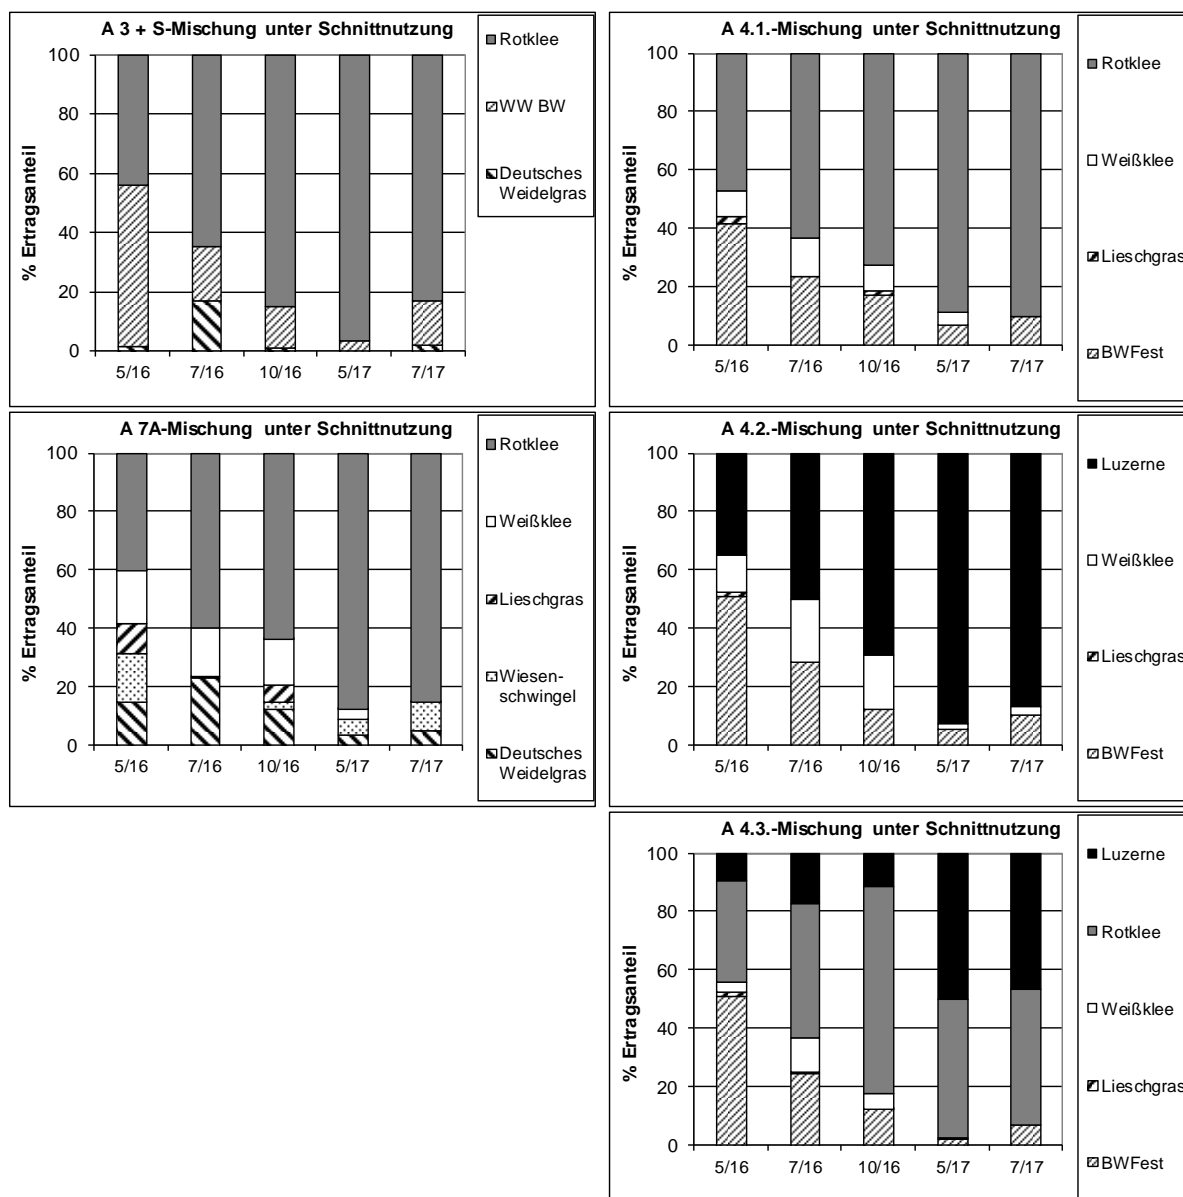 A 3 + S-Mischung unter Schnittnutzung
% Ertragsanteil
100
80
60
40
20
0
5/16 7/16 10/16 5/17 7/17
Rotklee
WW BW
Deutsches
Weidelgras
A 4.1.-Mischung unter Schnittnutzung
% Ertragsanteil
100
80
60
40
20
0
5/16 7/16 10/16 5/17 7/17
Rotklee
Weißklee
Lieschgras
BWFest
A 7A-Mischung unter Schnittnutzung
% Ertragsanteil
100
80
60
40
20
0
5/16 7/16 10/16 5/17 7/17
Rotklee
Weißklee
Lieschgras
Wiesen-
schwingel
Deutsches
Weidelgras
A 4.2.-Mischung unter Schnittnutzung
% Ertragsanteil
100
80
60
40
20
0
5/16 7/16 10/16 5/17 7/17
Luzerne
Weißklee
Lieschgras
BWFest
A 4.3.-Mischung unter Schnittnutzung
% Ertragsanteil
100
80
60
40
20
0
5/16 7/16 10/16 5/17 7/17
Luzerne
Rotklee
Weißklee
Lieschgras
BWFest